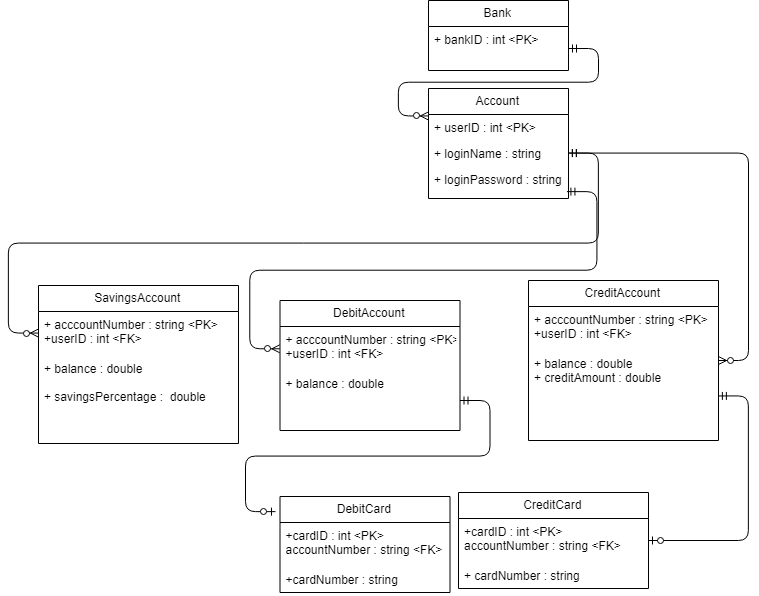 Bank
+ bankID : int <PK>
Account
+ userID : int <PK>
+ loginName : string
+ loginPassword : string
SavingsAccount
+ acccountNumber : string <PK>
+userID : int <FK>
+ balance : double
+ savingsPercentage :  double
DebitAccount
+ acccountNumber : string <PK>
+userID : int <FK>
+ balance : double
CreditAccount
+ acccountNumber : string <PK>
+userID : int <FK>
+ balance : double
+ creditAmount : double
DebitCard
+cardID : int <PK>
accountNumber : string <FK>
+cardNumber : string
CreditCard
+cardID : int <PK>
accountNumber : string <FK>
+ cardNumber : string